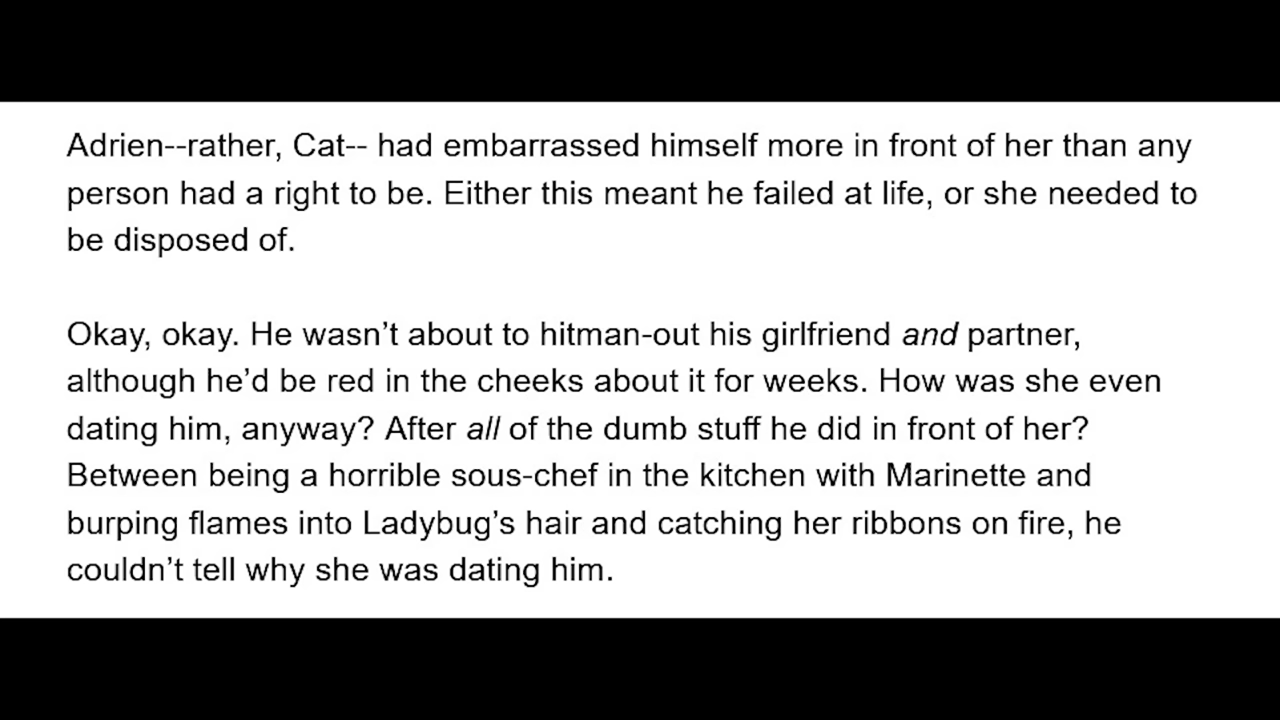 Adrien--rather, Cat-- had embarrassed himself more in front of her than any
person had a right to be. Either this meant he failed at life, or she needed to
be disposed of.
Okay, okay. He wasn’t about to hitman-out his girlfriend and partner,
although he’d be red in the cheeks about it for weeks. How was she even
dating him, anyway? After all of the dumb stuff he did in front of her?
Between being a horrible sous-chef in the kitchen with Marinette and
burping flames into Ladybug’s hair and catching her ribbons on fire, he
couldn’t tell why she was dating him.